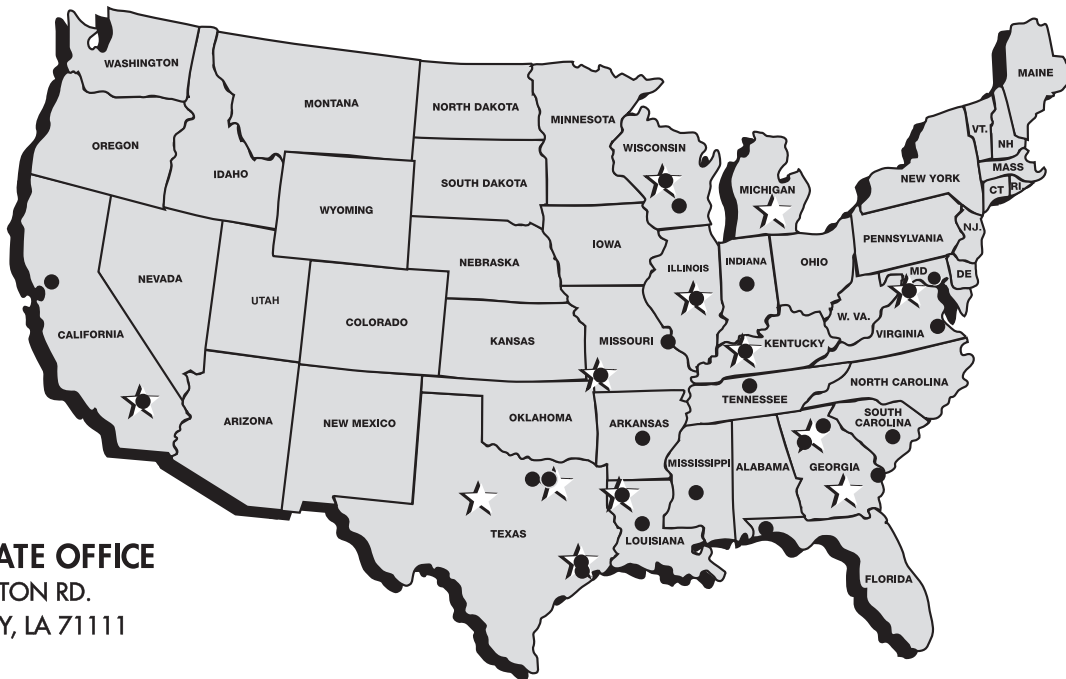 WASHINGTON
MONTANA
NORTH DAKOTA
MINNESOTA
MAINE
OREGON
IDAHO
WYOMING
SOUTH DAKOTA
WISCONSIN
MICHIGAN
NEW YORK
VT.
NH
MASS
CT
RI.
NEVADA
UTAH
COLORADO
NEBRASKA
IOWA
ILLINOIS
INDIANA
OHIO
PENNSYLVANIA
NJ.
MD
DE
CALIFORNIA
KANSAS
MISSOURI
KENTUCKY
W. VA.
VIRGINIA
ARIZONA
NEW MEXICO
OKLAHOMA
ARKANSAS
TENNESSEE
NORTH CAROLINA
SOUTH
CAROLINA
TEXAS
LOUISIANA
MISSISSIPPI
ALABAMA
GEORGIA
FLORIDA
ATE OFFICE
TON RD.
Y, LA 71111